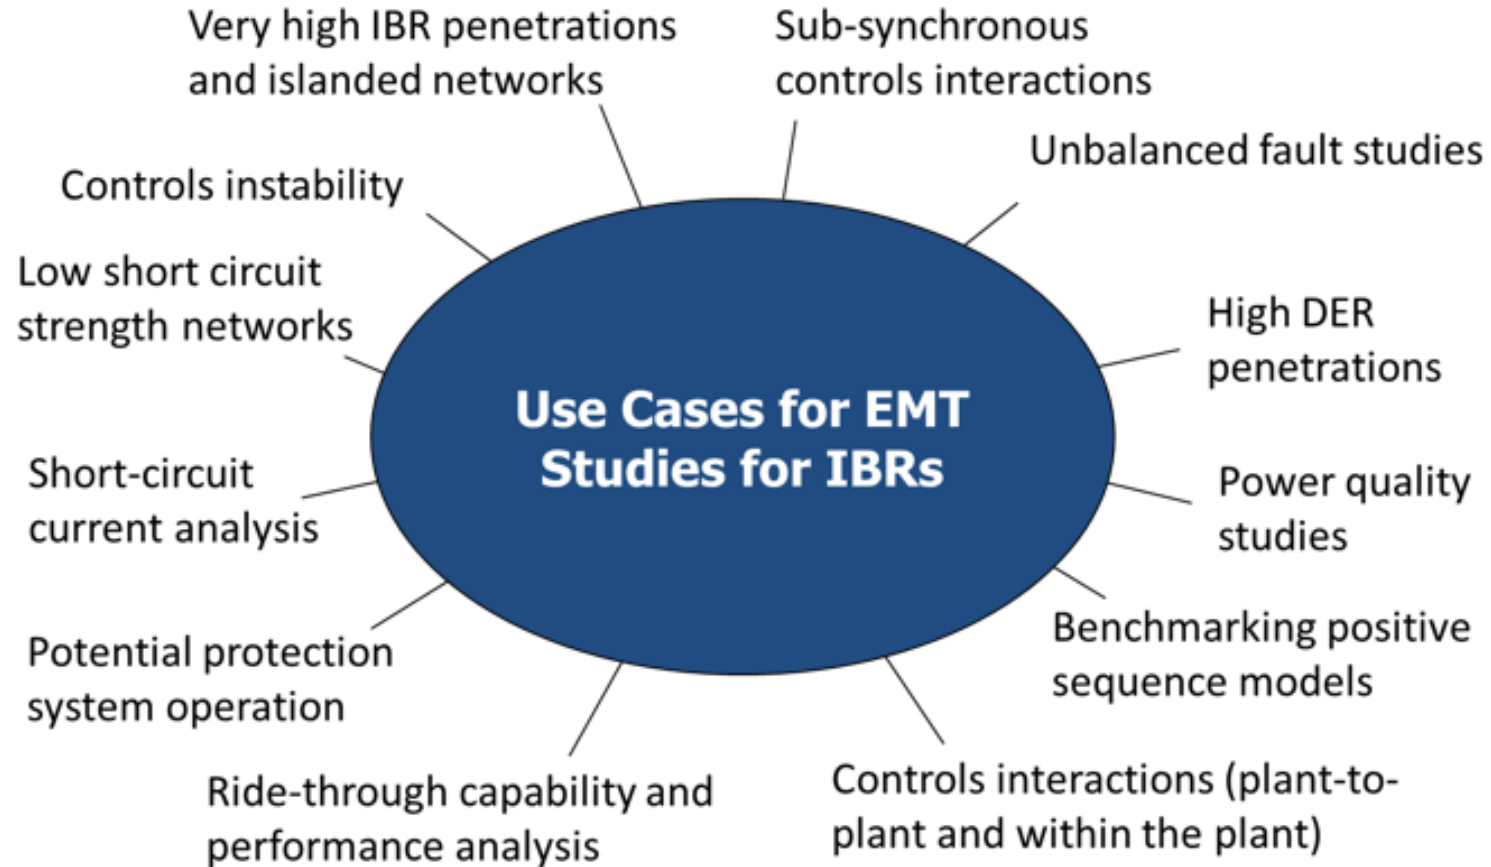 Very high IBR penetrations
and islanded networks
Sub-synchronous
controls interactions
Unbalanced fault studies
Controls instability
Low short circuit
strength networks
High DER
penetrations
Use Cases for EMT
Studies for IBRs
Short-circuit
current analysis
Power quality
studies
Potential protection
system operation
Benchmarking positive
sequence models
Ride-through capability and
performance analysis
Controls interactions (plant-to-
plant and within the plant)